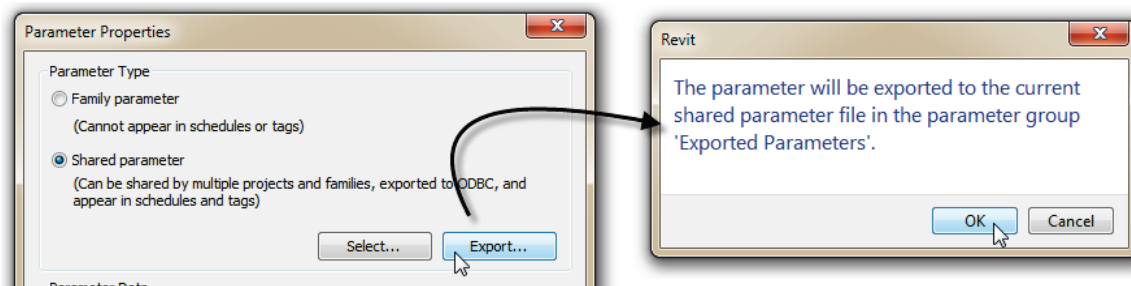 Parameter Properties
Parameter Type
Family parameter
(Cannot appear in schedules or tags)
Shared parameter
(Can be shared by multiple projects and families, exported to ODBC, and
appear in schedules and tags)
Select...
Export...
Parameter Data
Revit
The parameter will be exported to the current
shared parameter file in the parameter group
'Exported Parameters'.
OK
Cancel